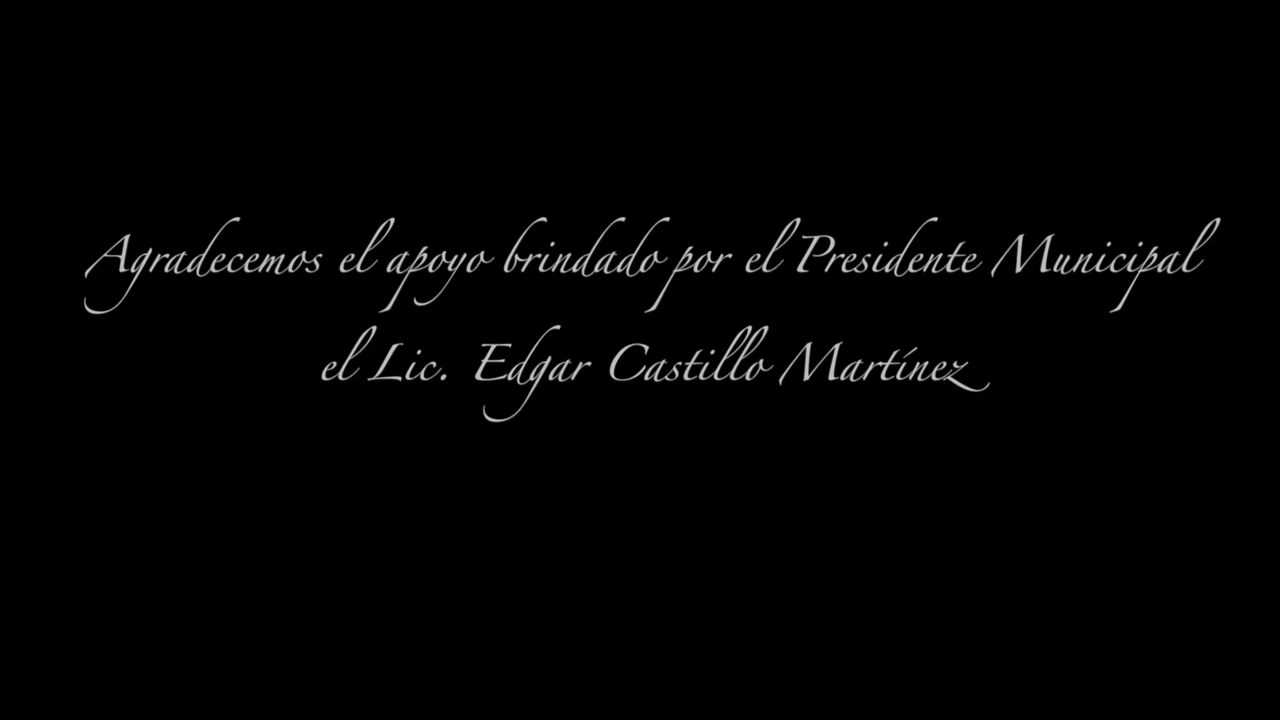 Agradecemos el apoyo brindado por el Presidente Municipal
el Lic. Edgar Castillo Martínez